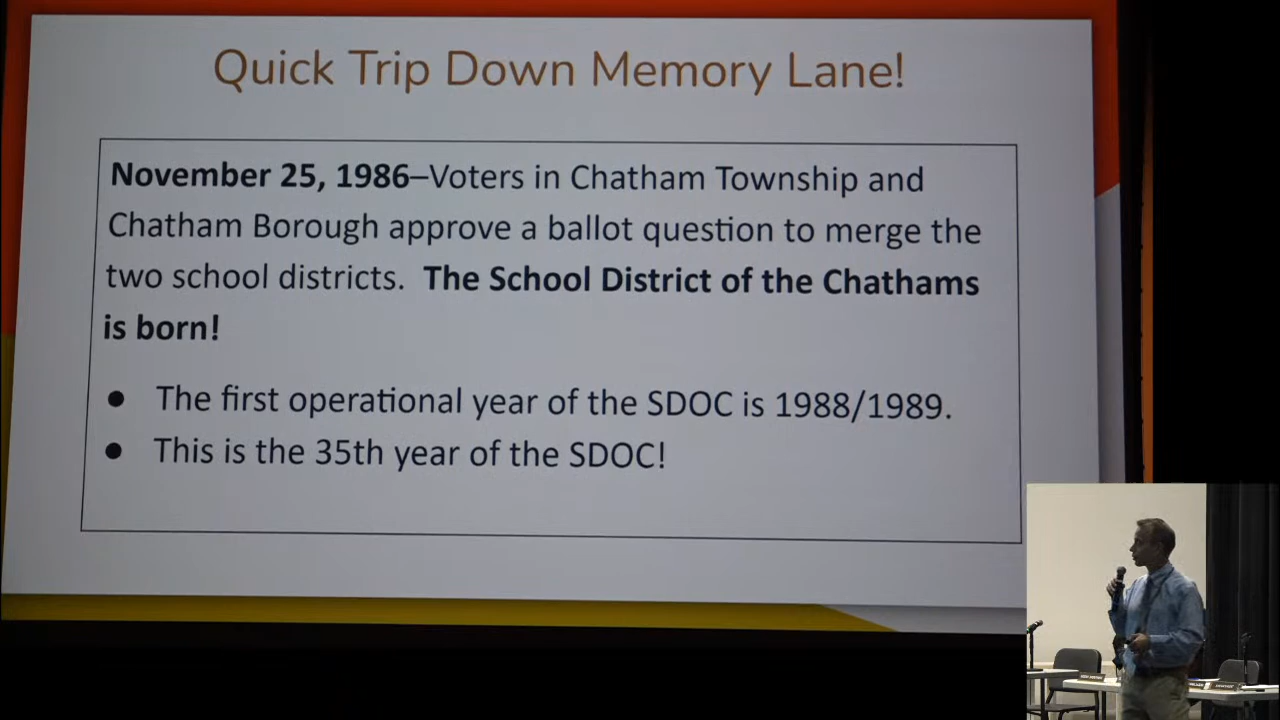 Quick Trip Down Memory Lane!
November 25, 1986–Voters in Chatham Township and
Chatham Borough approve a ballot question to merge the
two school districts. The School District of the Chathams
is born!
● The first operational year of the SDOC is 1988/1989.
● This is the 35th year of the SDOC!